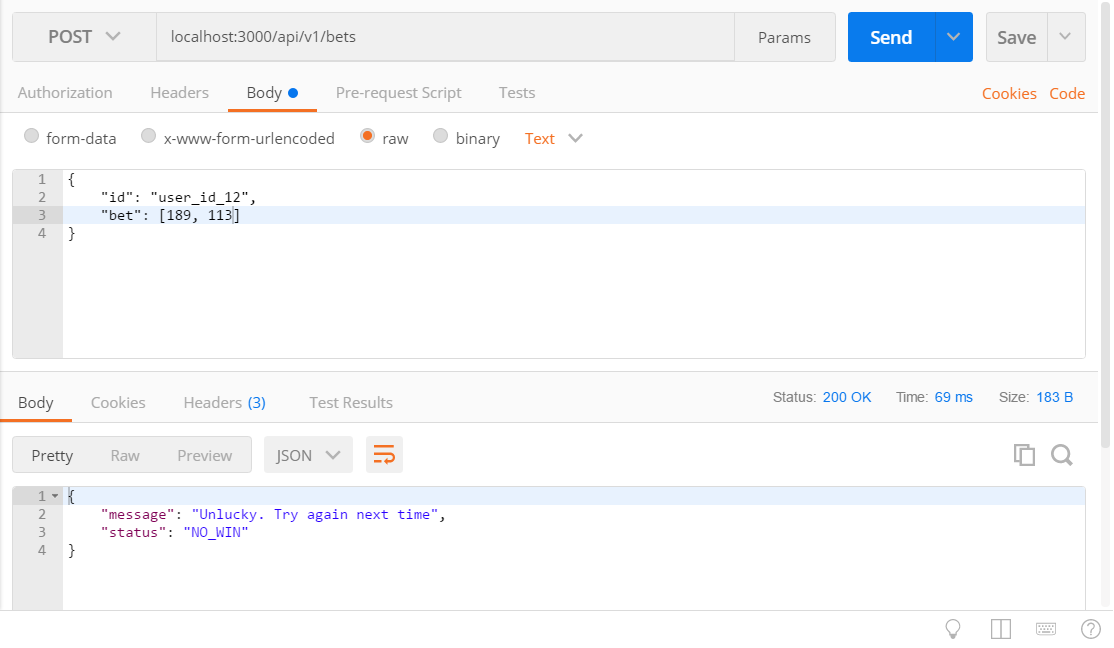 POST localhost:3000/api/v1/bets Params Send Save
Authorization Headers Body Pre-request Script Tests Cookies Code
form-data x-www-form-urlencoded raw binary Text
1 {
2 "id": "user_id_12",
3 "bet": [189, 113]
4 }
Body Cookies Headers (3) Test Results Status: 200 OK Time: 69 ms Size: 183 B
Pretty Raw Preview JSON
1 {
2 "message": "Unlucky. Try again next time",
3 "status": "NO_WIN"
4 }